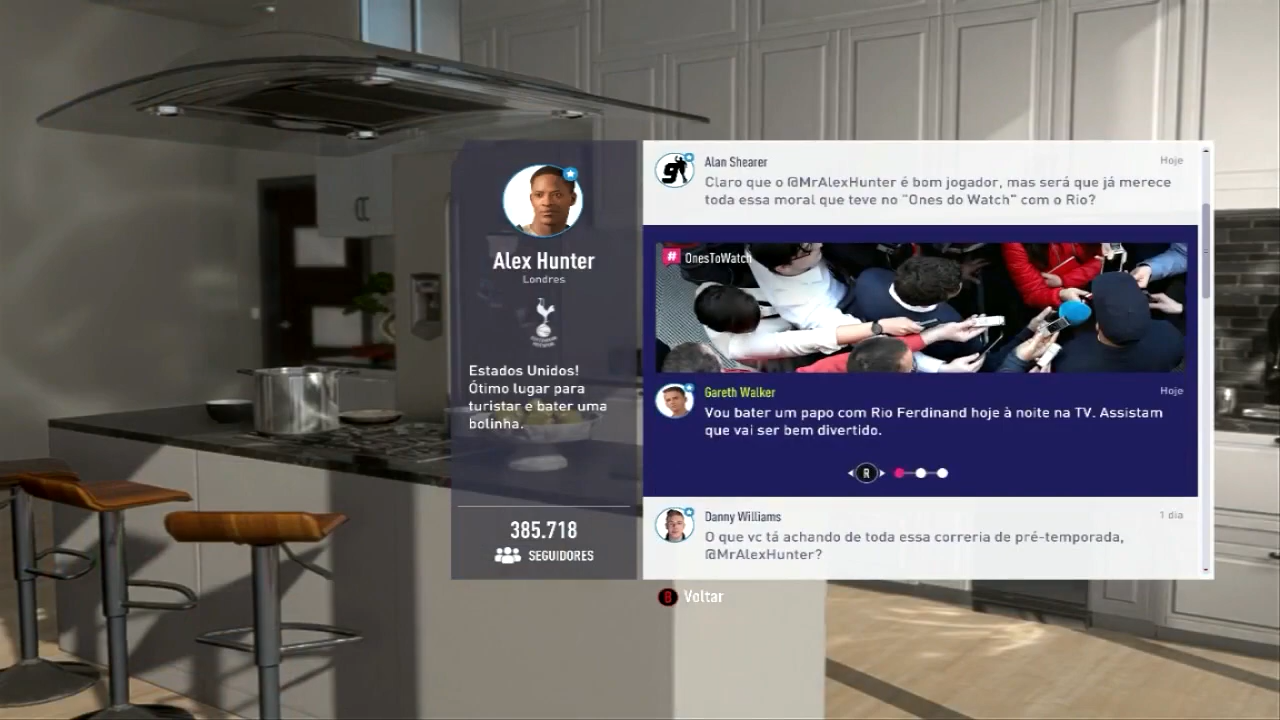 Alan Shearer
Hoje
Claro que o @MrAlexHunter é bom jogador, mas será que já merece
toda essa moral que teve no "Ones do Watch" com o Rio?
Alex Hunter
Londres
Estados Unidos!
Ótimo lugar para
turistar e bater uma
bolinha.
385.718
SEGUIDORES
# OnesToWatch
Gareth Walker
Hoje
Vou bater um papo com Rio Ferdinand hoje à noite na TV. Assistam
que vai ser bem divertido.
R
Danny Williams
1 dia
O que vc tá achando de toda essa correria de pré-temporada,
@MrAlexHunter?
B Voltar